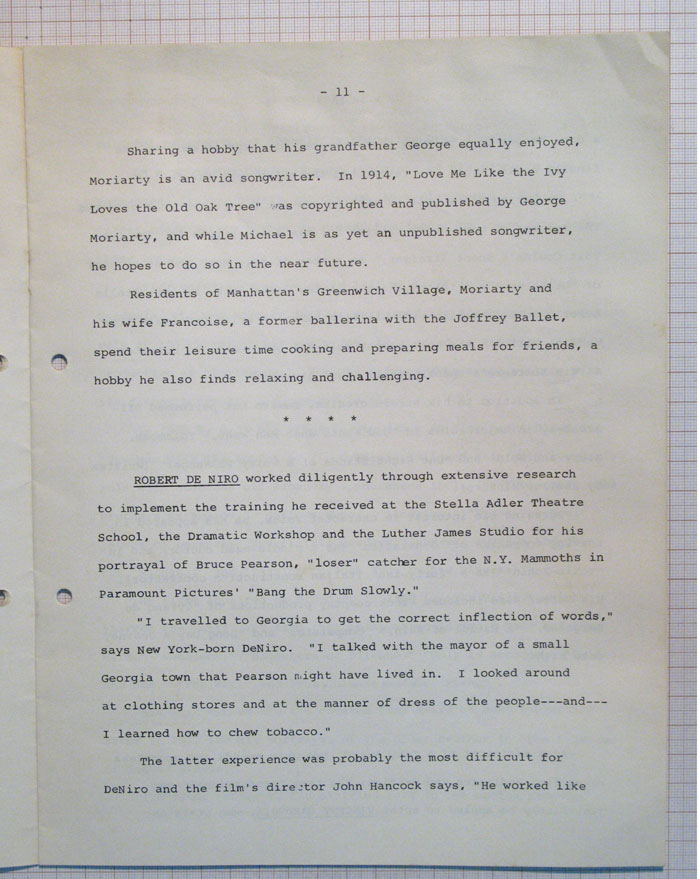 - 11 -
Sharing a hobby that his grandfather George equally enjoyed,
Moriarty is an avid songwriter. In 1914, "Love Me Like the Ivy
Loves the Old Oak Tree" was copyrighted and published by George
Moriarty, and while Michael is as yet an unpublished songwriter,
he hopes to do so in the near future.
Residents of Manhattan's Greenwich Village, Moriarty and
his wife Francoise, a former ballerina with the Joffrey Ballet,
spend their leisure time cooking and preparing meals for friends, a
hobby he also finds relaxing and challenging.
* * * *
ROBERT DE NIRO worked diligently through extensive research
to implement the training he received at the Stella Adler Theatre
School, the Dramatic Workshop and the Luther James Studio for his
portrayal of Bruce Pearson, "loser" catcher for the N.Y. Mammoths in
Paramount Pictures' "Bang the Drum Slowly."
"I travelled to Georgia to get the correct inflection of words,"
says New York-born DeNiro. "I talked with the mayor of a small
Georgia town that Pearson might have lived in. I looked around
at clothing stores and at the manner of dress of the people---and---
I learned how to chew tobacco."
The latter experience was probably the most difficult for
DeNiro and the film's director John Hancock says, "He worked like